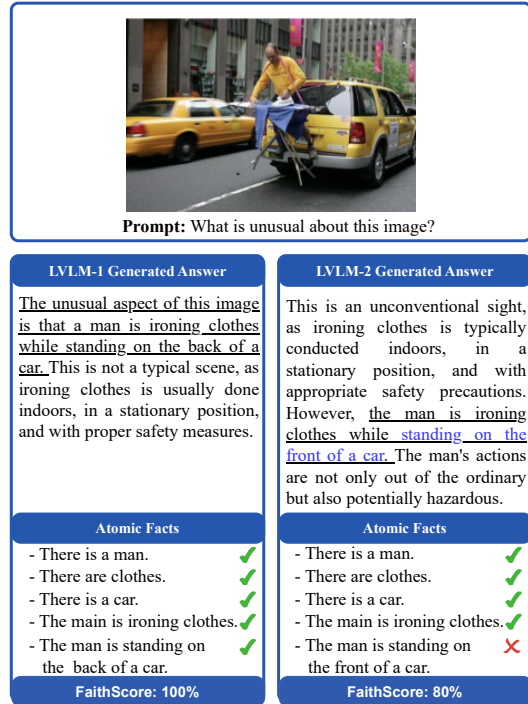 Prompt: What is unusual about this image?
LVLM-1 Generated Answer
The unusual aspect of this image
is that a man is ironing clothes
while standing on the back of a
car. This is not a typical scene, as
ironing clothes is usually done
indoors, in a stationary position,
and with proper safety measures.
Atomic Facts
- There is a man.
- There are clothes.
- There is a car.
- The main is ironing clothes.
- The man is standing on
the back of a car.
FaithScore: 100%
LVLM-2 Generated Answer
This is an unconventional sight,
as ironing clothes is typically
conducted indoors, in a
stationary position, and with
appropriate safety precautions.
However, the man is ironing
clothes while standing on the
front of a car. The man's actions
are not only out of the ordinary
but also potentially hazardous.
Atomic Facts
- There is a man.
- There are clothes.
- There is a car.
- The main is ironing clothes.
- The man is standing on
the front of a car.
FaithScore: 80%